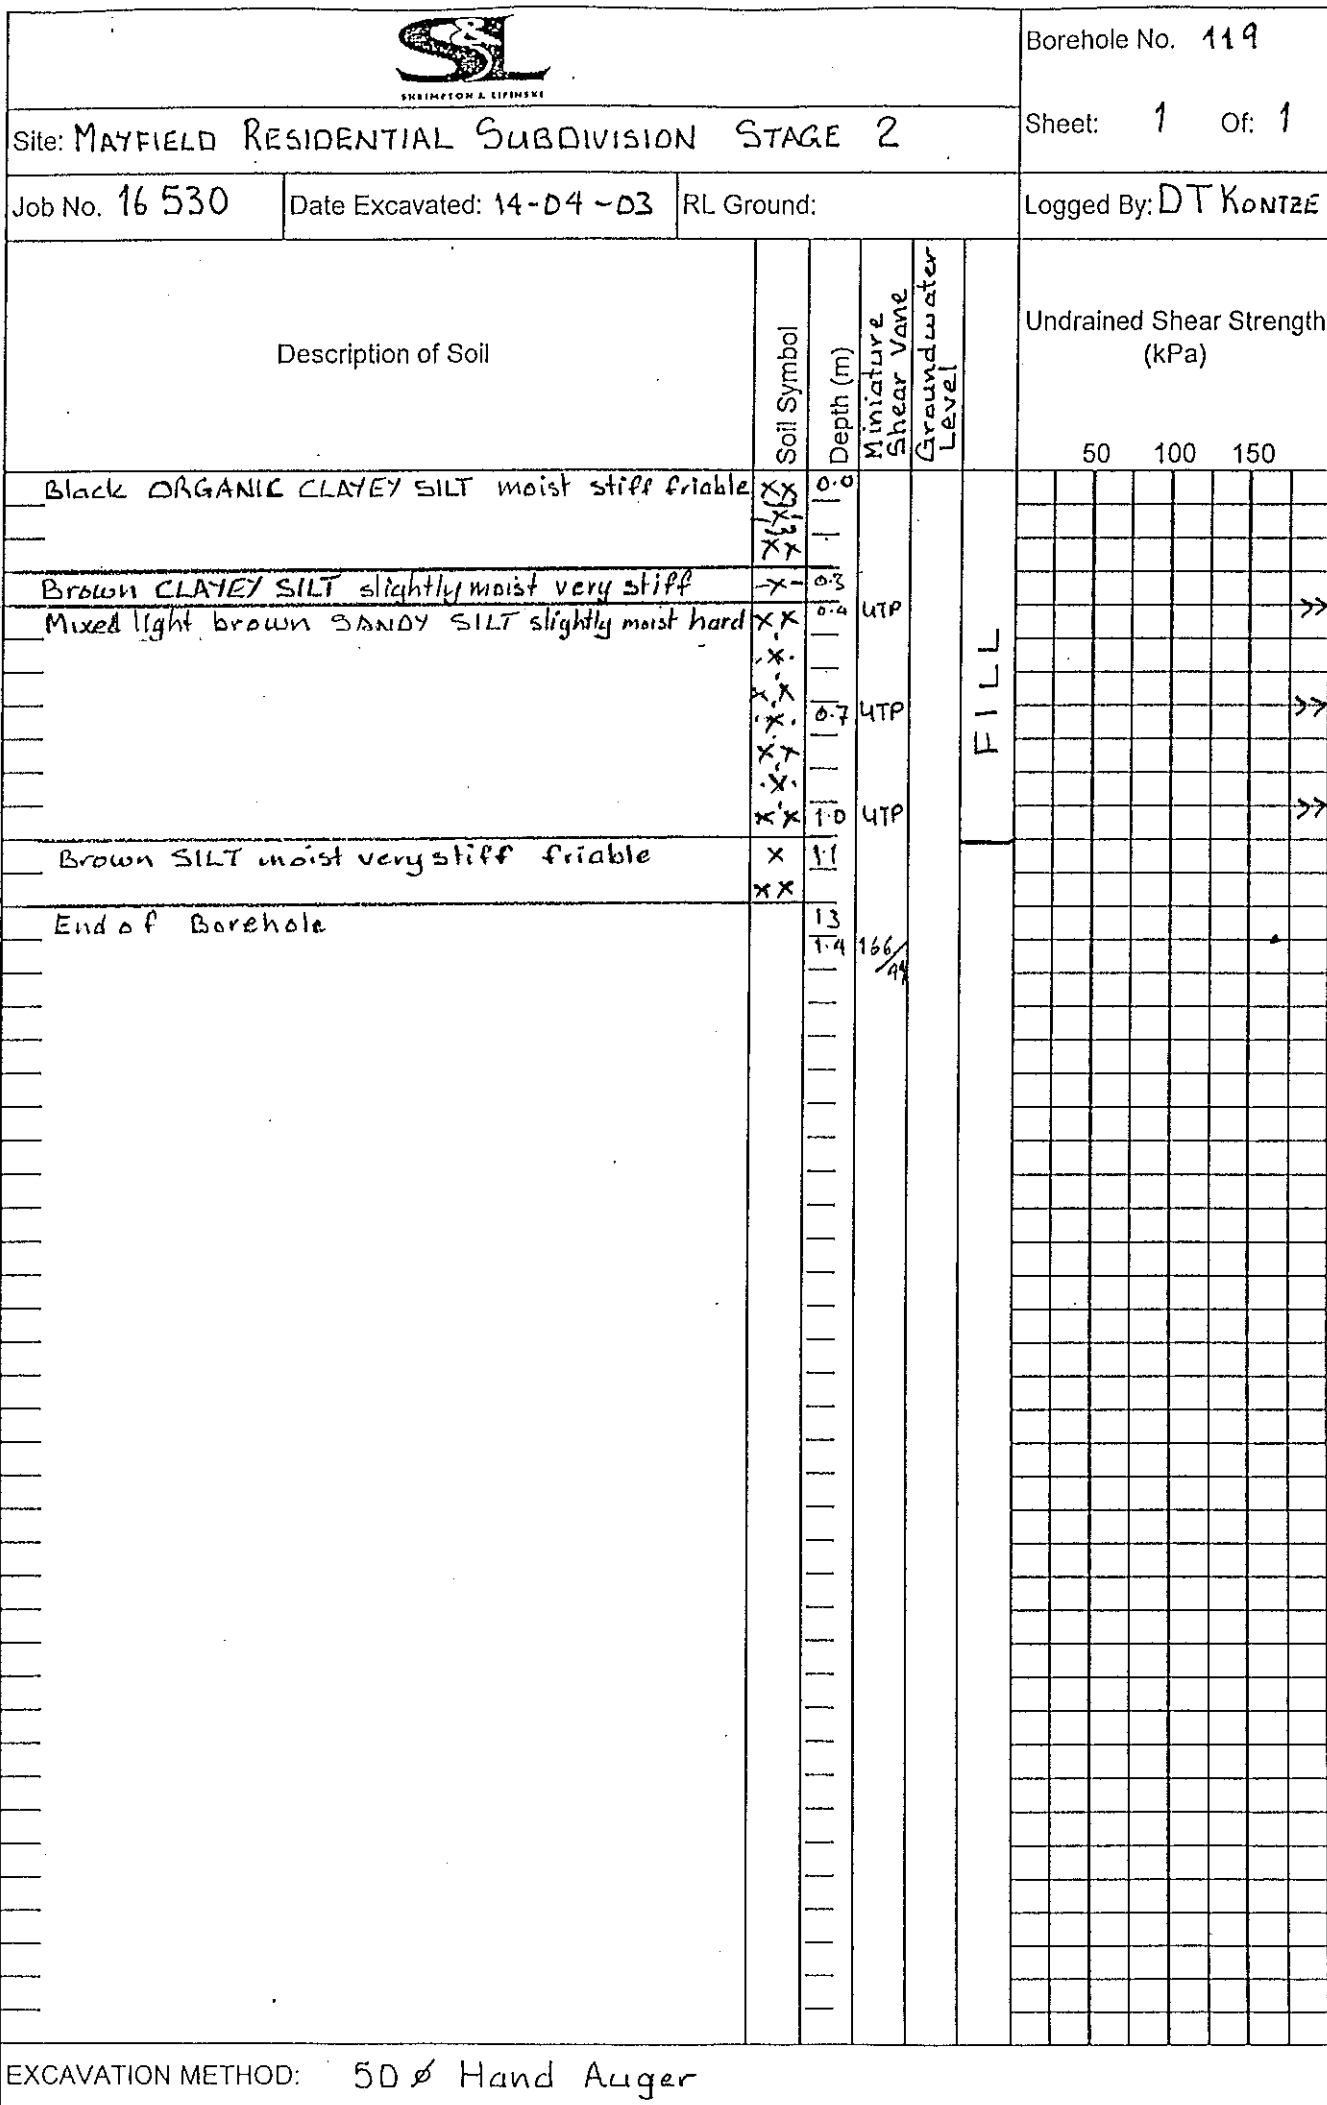 SHRIMPTON & LIPINSKI
Borehole No. 119
Site: MAYFIELD RESIDENTIAL SUBDIVISION STAGE 2
Sheet: 1 Of: 1
Job No. 16 530 Date Excavated: 14-04-03 RL Ground: Logged By: DT KONTZE
Description of Soil
Soil Symbol
Depth (m)
Miniature Shear Vane
Groundwater Level
Undrained Shear Strength
(kPa)
50 100 150
Black ORGANIC CLAYEY SILT moist stiff friable 0.0
Brown CLAYEY SILT slightly moist very stiff 0.3
Mixed light brown SANDY SILT slightly moist hard 0.4 UTP >>
0.7 UTP >>
FILL
1.0 UTP >>
Brown SILT moist very stiff friable 1.1
End of Borehole 13
1.4 166/
EXCAVATION METHOD: 50 ø Hand Auger